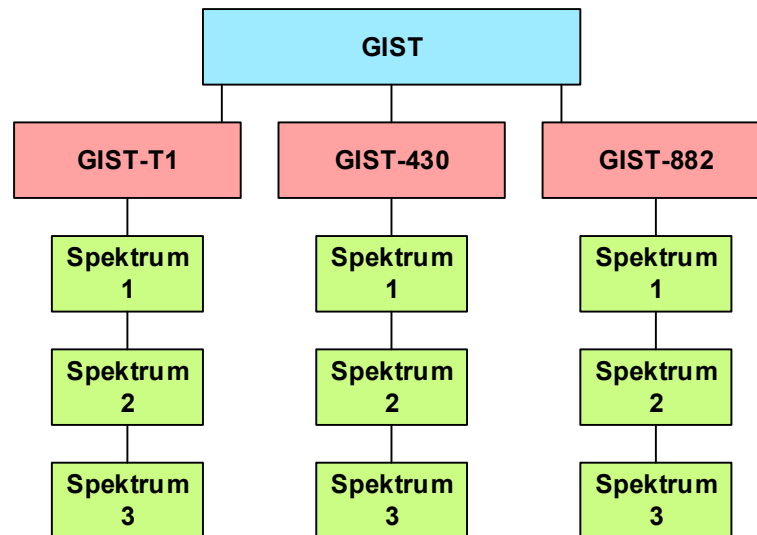 GIST
GIST-T1
GIST-430
GIST-882
Spektrum
1
Spektrum
1
Spektrum
1
Spektrum
2
Spektrum
2
Spektrum
2
Spektrum
3
Spektrum
3
Spektrum
3